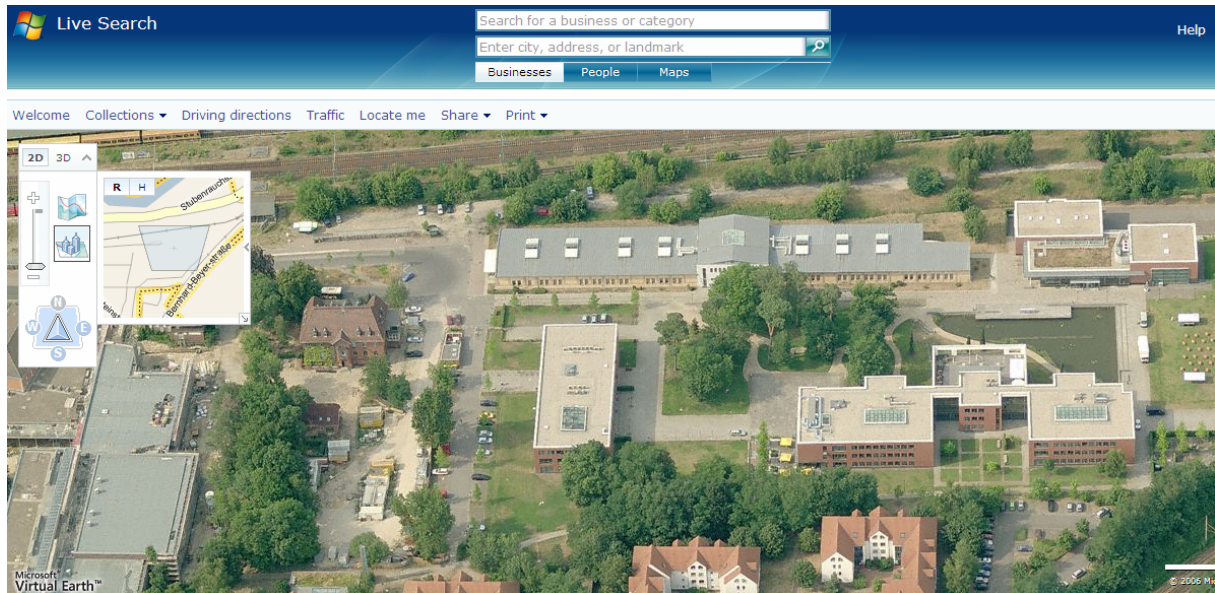 Live Search
Search for a business or category
Enter city, address, or landmark
Help
Businesses People Maps
Welcome Collections Driving directions Traffic Locate me Share Print
2D 3D
R H
Bernhard-Beyer-straße
N
W E
S
Microsoft
Virtual Earth™
© 2006